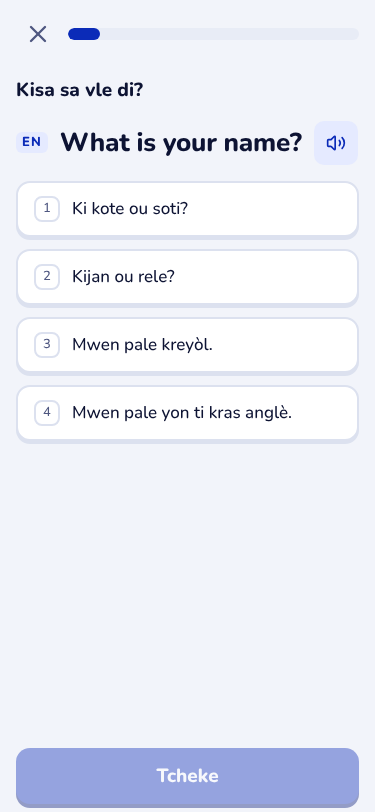 Kisa sa vle di?
EN What is your name?
1 Ki kote ou soti?
2 Kijan ou rele?
3 Mwen pale kreyòl.
4 Mwen pale yon ti kras anglè.
Tcheke